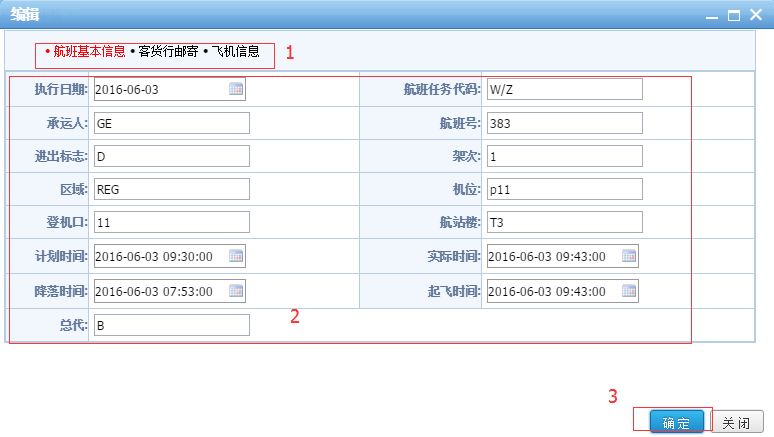 编辑
• 航班基本信息 • 客货行邮寄 • 飞机信息 1
执行日期: 2016-06-03 航班任务代码: W/Z
承运人: GE 航班号: 383
进出标志: D 架次: 1
区域: REG 机位: p11
登机口: 11 航站楼: T3
计划时间: 2016-06-03 09:30:00 实际时间: 2016-06-03 09:43:00
降落时间: 2016-06-03 07:53:00 起飞时间: 2016-06-03 09:43:00
总代: B 2
3
确定 关闭